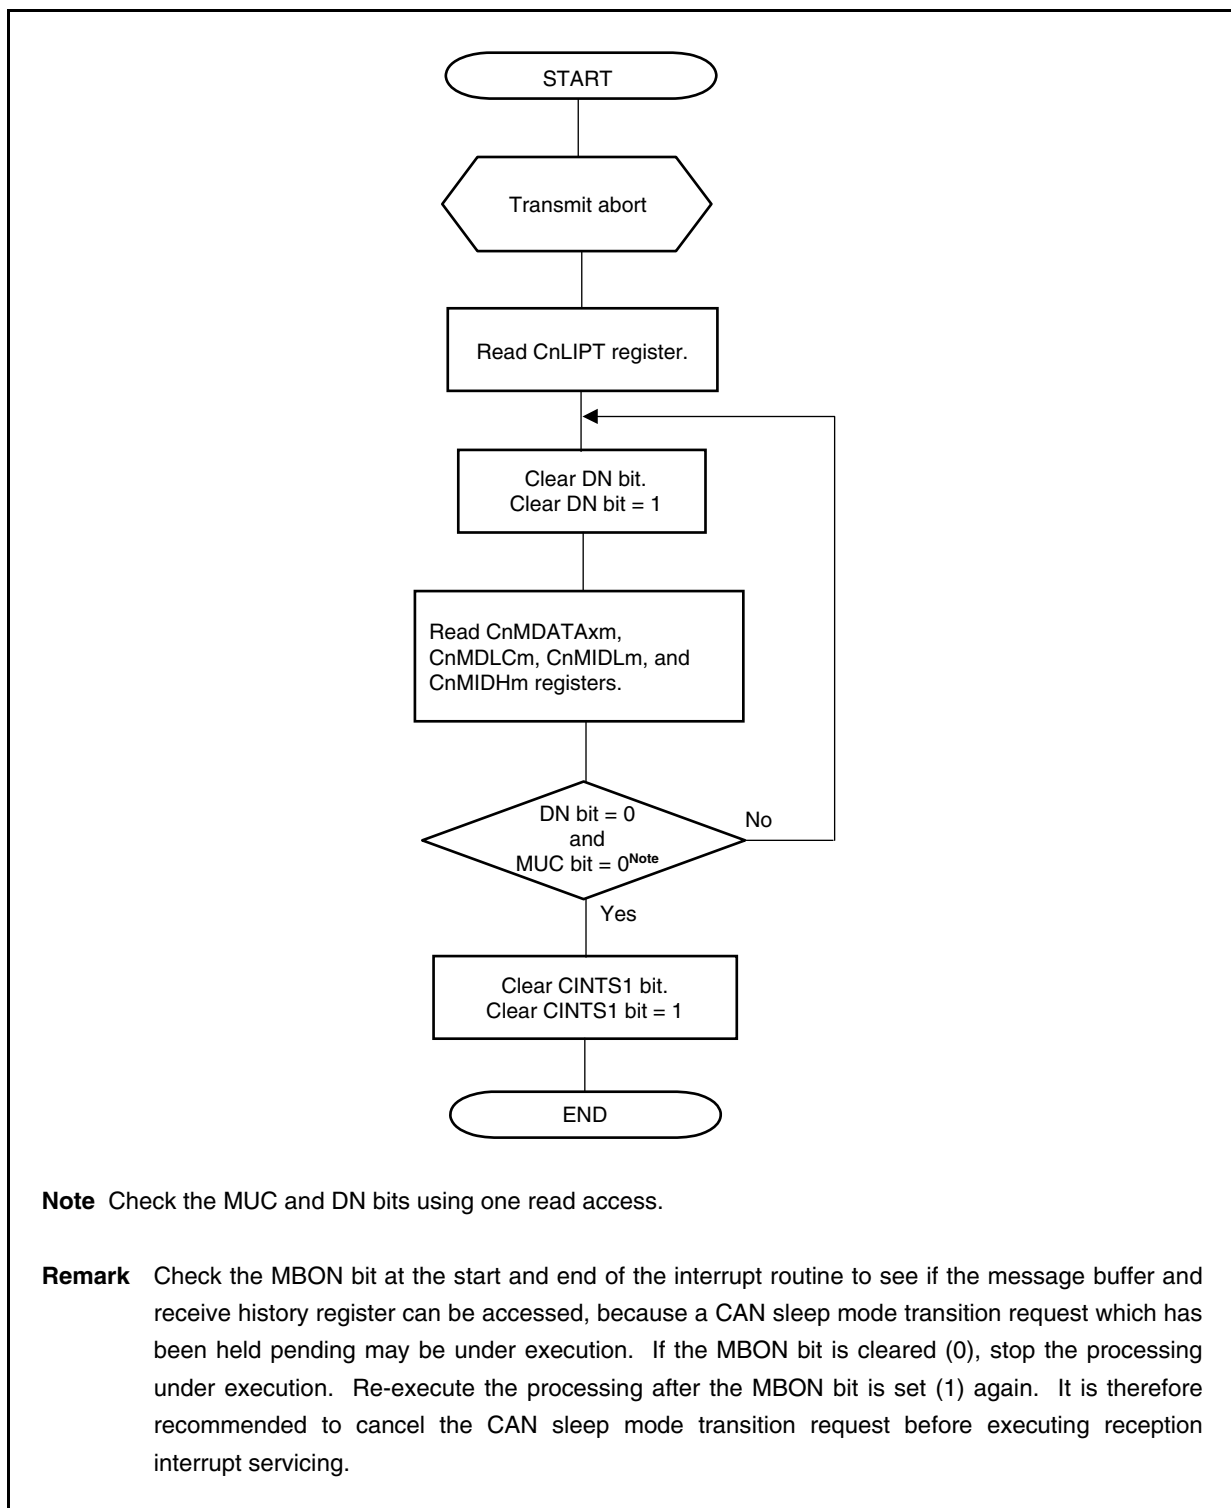 START
Transmit abort
Read CnLIPT register.
Clear DN bit.
Clear DN bit = 1
Read CnMDATAxm,
CnMDLCm, CnMIDLm, and
CnMIDHm registers.
DN bit = 0
and
MUC bit = 0Note
No
Yes
Clear CINTS1 bit.
Clear CINTS1 bit = 1
END
Note Check the MUC and DN bits using one read access.
Remark Check the MBON bit at the start and end of the interrupt routine to see if the message buffer and
receive history register can be accessed, because a CAN sleep mode transition request which has
been held pending may be under execution. If the MBON bit is cleared (0), stop the processing
under execution. Re-execute the processing after the MBON bit is set (1) again. It is therefore
recommended to cancel the CAN sleep mode transition request before executing reception
interrupt servicing.